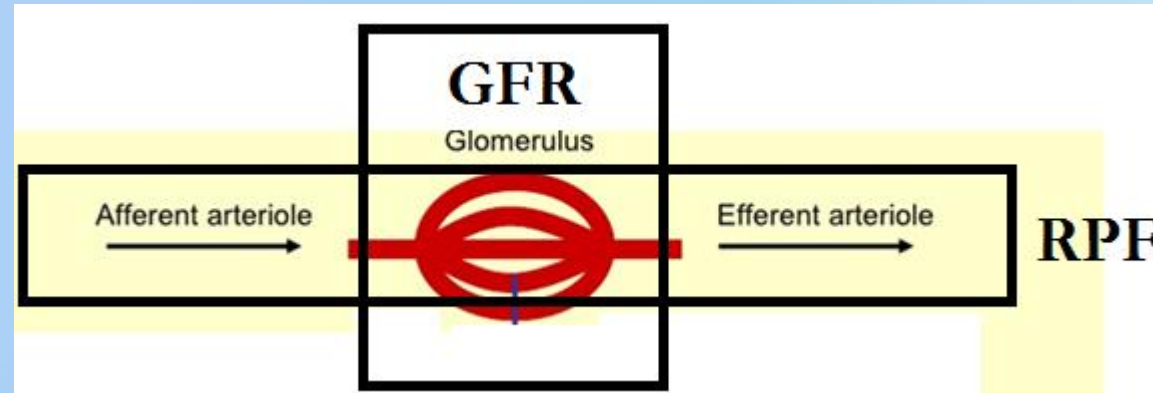 GFR
Glomerulus
Afferent arteriole
Efferent arteriole
RPF